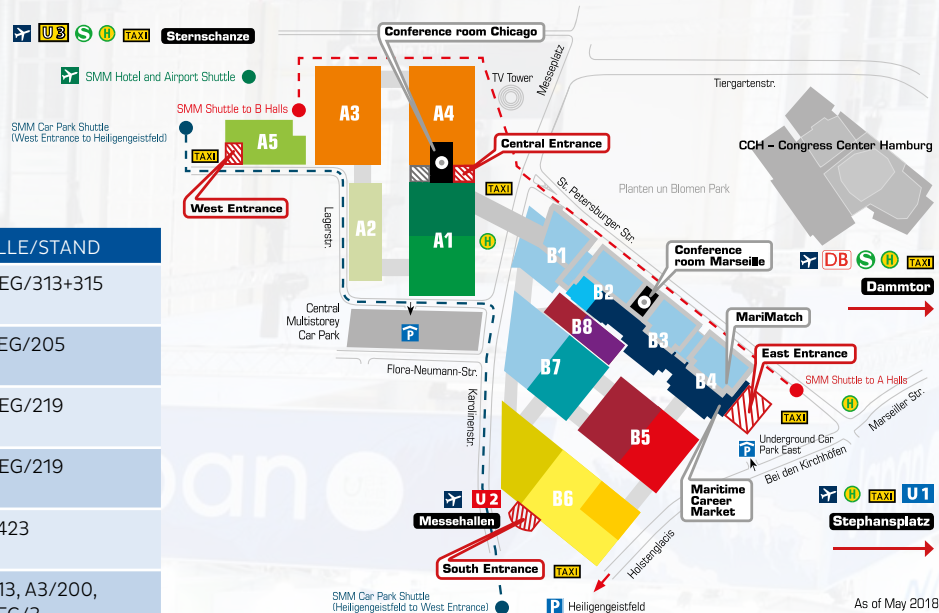 U3 S H TAXI Sternschanze
SMM Hotel and Airport Shuttle
SMM Shuttle to B Halls
SMM Car Park Shuttle
(West Entrance to Heiligengeistfeld)
TAXI
A5
West Entrance
A3
A4
Conference room Chicago
TV Tower
Messeplatz
Central Entrance
TAXI
A2
A1
H
Lagerstr.
Tiergartenstr.
CCH – Congress Center Hamburg
Planten un Blomen Park
St. Petersburger Str.
DB S H TAXI
Dammtor
Conference
room Marseille
MariMatch
East Entrance
SMM Shuttle to A Halls
H
TAXI
Marseiller Str.
P
Underground Car
Park East
Bei den Kirchhöfen
B1
B2
B3
B4
B8
B7
B5
B6
Central
Multistorey
Car Park
P
Flora-Neumann-Str.
Karolinenstr.
U2
Messehallen
South Entrance
TAXI
Maritime
Career
Market
Holstenglacis
H TAXI U1
Stephansplatz
SMM Car Park Shuttle
(Heiligengeistfeld to West Entrance)
P Heiligengeistfeld
As of May 2018
LLE/STAND
EG/313+315
EG/205
EG/219
EG/219
423
13, A3/200,